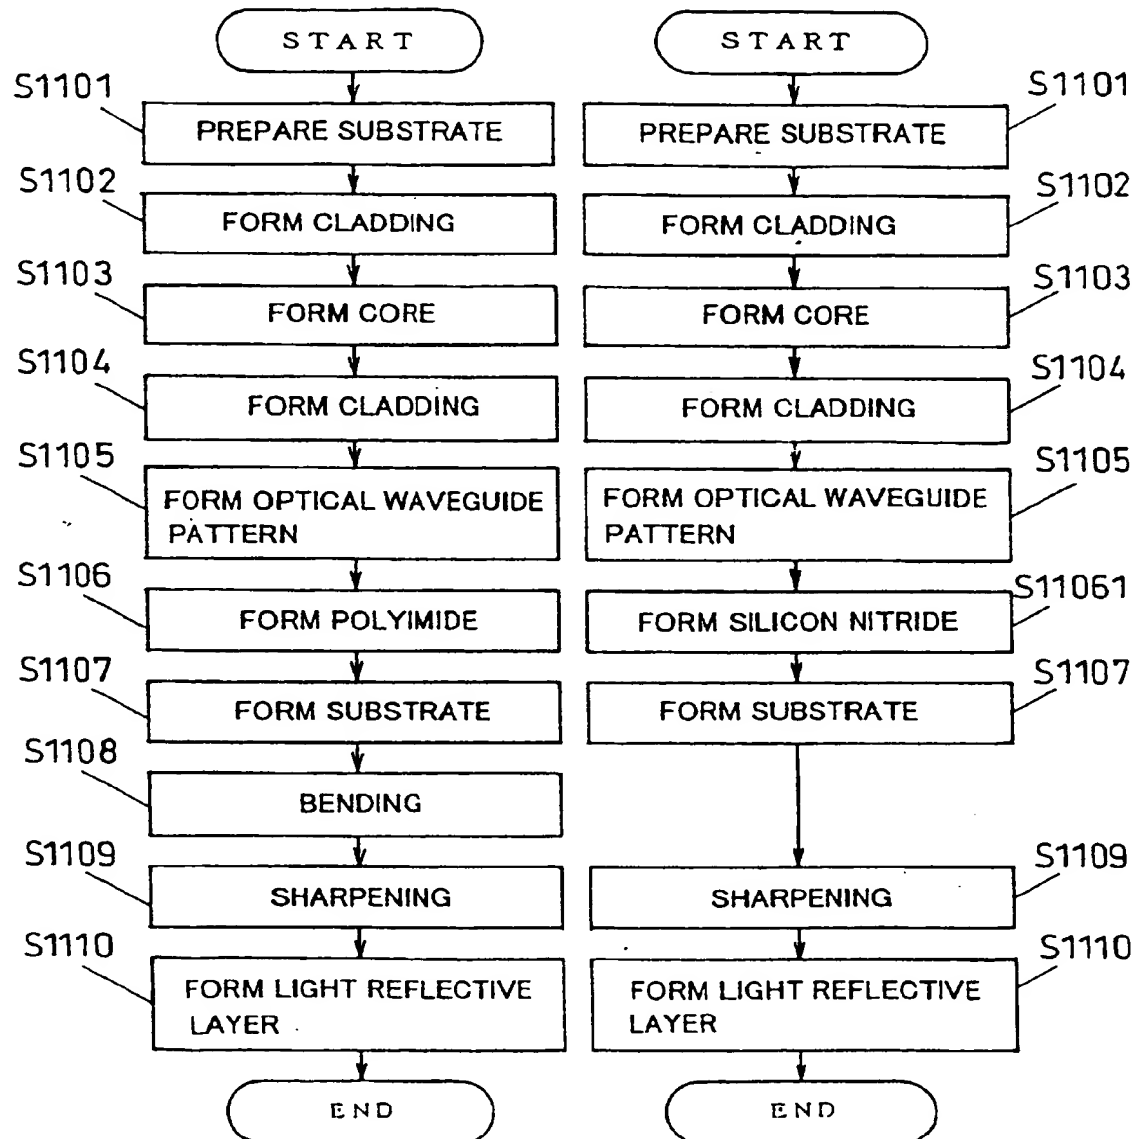 START
S1101
PREPARE SUBSTRATE
S1102
FORM CLADDING
S1103
FORM CORE
S1104
FORM CLADDING
S1105
FORM OPTICAL WAVEGUIDE
PATTERN
S1106
FORM POLYIMIDE
S1107
FORM SUBSTRATE
S1108
BENDING
S1109
SHARPENING
S1110
FORM LIGHT REFLECTIVE
LAYER
END
START
S1101
PREPARE SUBSTRATE
S1102
FORM CLADDING
S1103
FORM CORE
S1104
FORM CLADDING
S1105
FORM OPTICAL WAVEGUIDE
PATTERN
S11061
FORM SILICON NITRIDE
S1107
FORM SUBSTRATE
S1109
SHARPENING
S1110
FORM LIGHT REFLECTIVE
LAYER
END